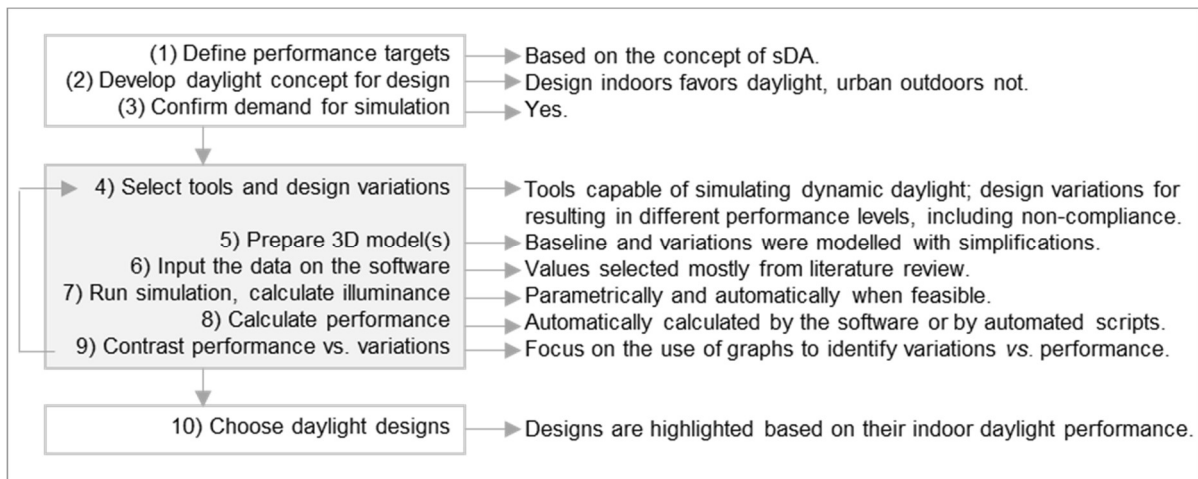 (1) Define performance targets
Based on the concept of sDA.
(2) Develop daylight concept for design
Design indoors favors daylight, urban outdoors not.
(3) Confirm demand for simulation
Yes.
4) Select tools and design variations
Tools capable of simulating dynamic daylight; design variations for
resulting in different performance levels, including non-compliance.
5) Prepare 3D model(s)
Baseline and variations were modelled with simplifications.
6) Input the data on the software
Values selected mostly from literature review.
7) Run simulation, calculate illuminance
Parametrically and automatically when feasible.
8) Calculate performance
Automatically calculated by the software or by automated scripts.
9) Contrast performance vs. variations
Focus on the use of graphs to identify variations vs. performance.
10) Choose daylight designs
Designs are highlighted based on their indoor daylight performance.